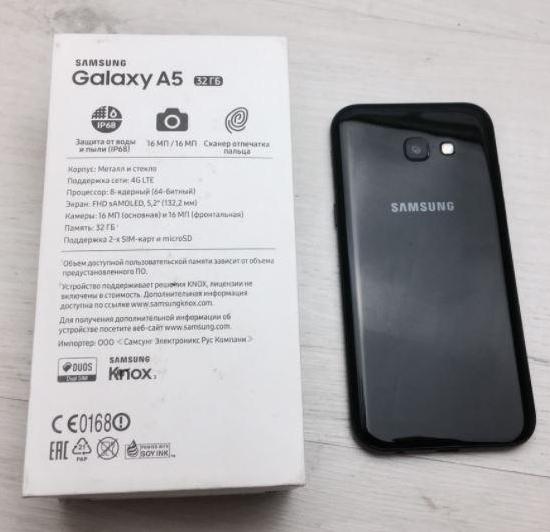 SAMSUNG
Galaxy A5 32 ГБ
IP68
Защита от воды
и пыли (IP68)
16 МП / 16 МП
Сканер отпечатка
пальца
Корпус: Металл и стекло
Поддержка сети: 4G LTE
Процессор: 8-ядерный (64-битный)
Экран: FHD sAMOLED, 5,2" (132,2 мм)
Камеры: 16 МП (основная) и 16 МП (фронтальная)
Память: 32 ГБ
Поддержка 2-х SIM-карт и microSD
Объем доступной пользовательской памяти зависит от объема
предустановленного ПО.
Устройство поддерживает решения KNOX, лицензии не
включены в стоимость. Дополнительная информация
доступна по ссылке www.samsungknox.com.
Для получения дополнительной информации об
устройстве посетите веб-сайт www.samsung.com.
Импортер: ООО «Самсунг Электроникс Рус Компани»
DUOS
Dual SIM
SAMSUNG
Knox
CE0168
EAC
21
PAP
PRINTED WITH
SOY INK
SAMSUNG